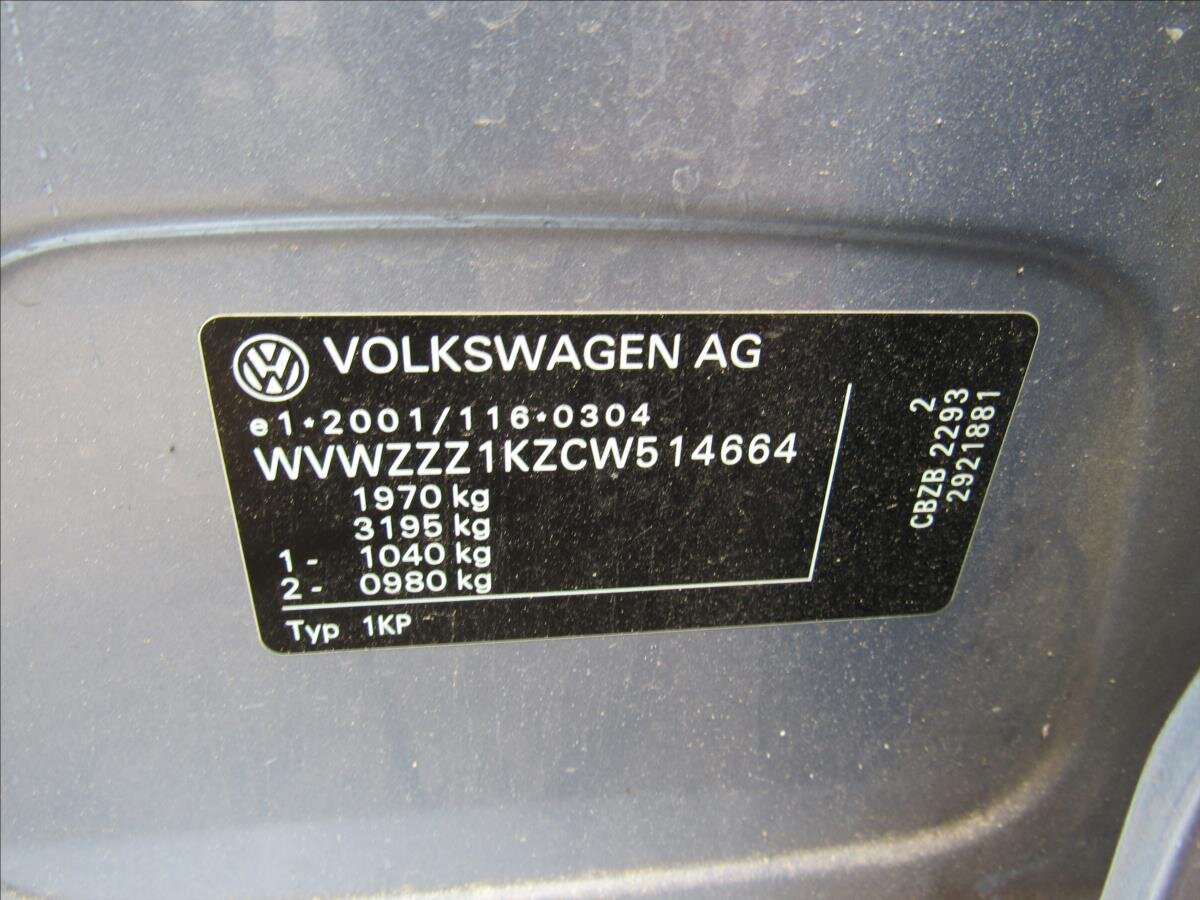 VOLKSWAGEN AG
e1*2001/116*0304
WVWZZZ1KZCW514664
1970 kg
3195 kg
1- 1040 kg
2- 0980 kg
Typ 1KP
2
CBZB 2293
2921881